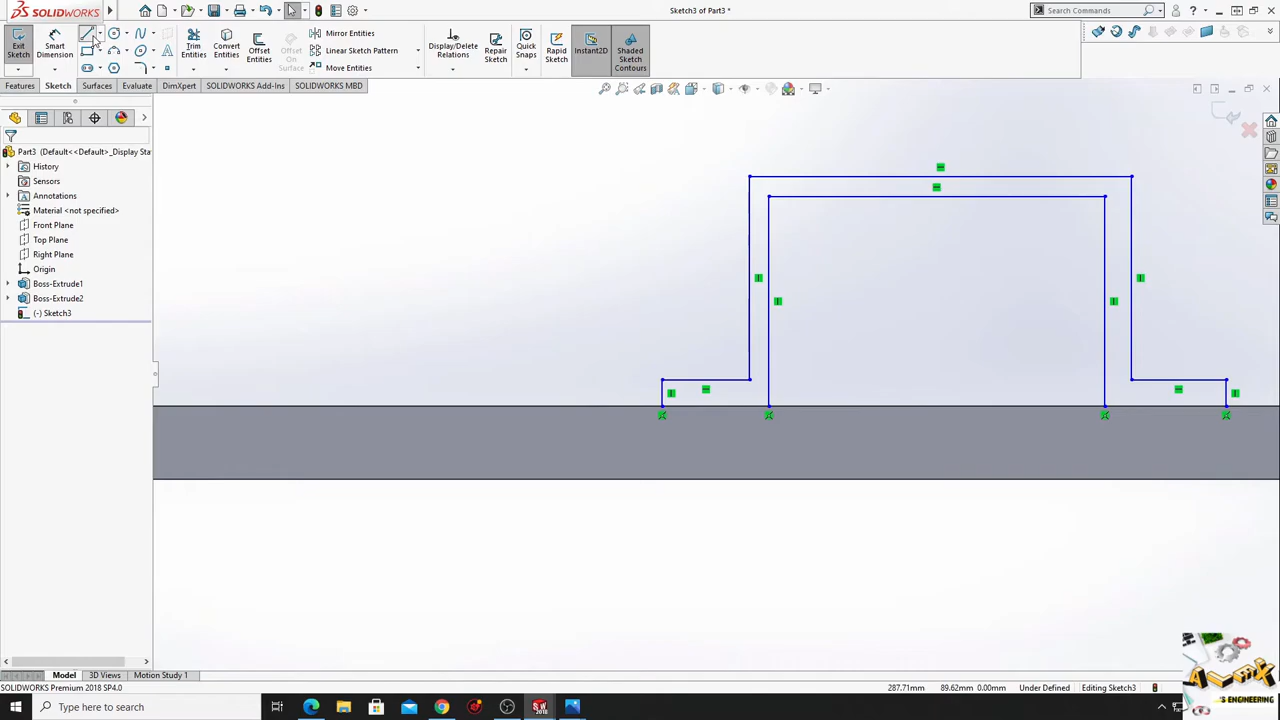 SOLIDWORKS
Sketch3 of Part3 *
Search Commands
Exit Sketch
Smart Dimension
Trim Entities
Convert Entities
Offset Entities
Offset On Surface
Mirror Entities
Linear Sketch Pattern
Move Entities
Display/Delete Relations
Repair Sketch
Quick Snaps
Rapid Sketch
Instant2D
Shaded Sketch Contours
Features
Sketch
Surfaces
Evaluate
DimXpert
SOLIDWORKS Add-Ins
SOLIDWORKS MBD
Part3 (Default<<Default>_Display Sta
History
Sensors
Annotations
Material <not specified>
Front Plane
Top Plane
Right Plane
Origin
Boss-Extrude1
Boss-Extrude2
(-) Sketch3
Model
3D Views
Motion Study 1
SOLIDWORKS Premium 2018 SP4.0
287.71mm
89.62mm
0.00mm
Under Defined
Editing Sketch3
Type here to search
'S ENGINEERING